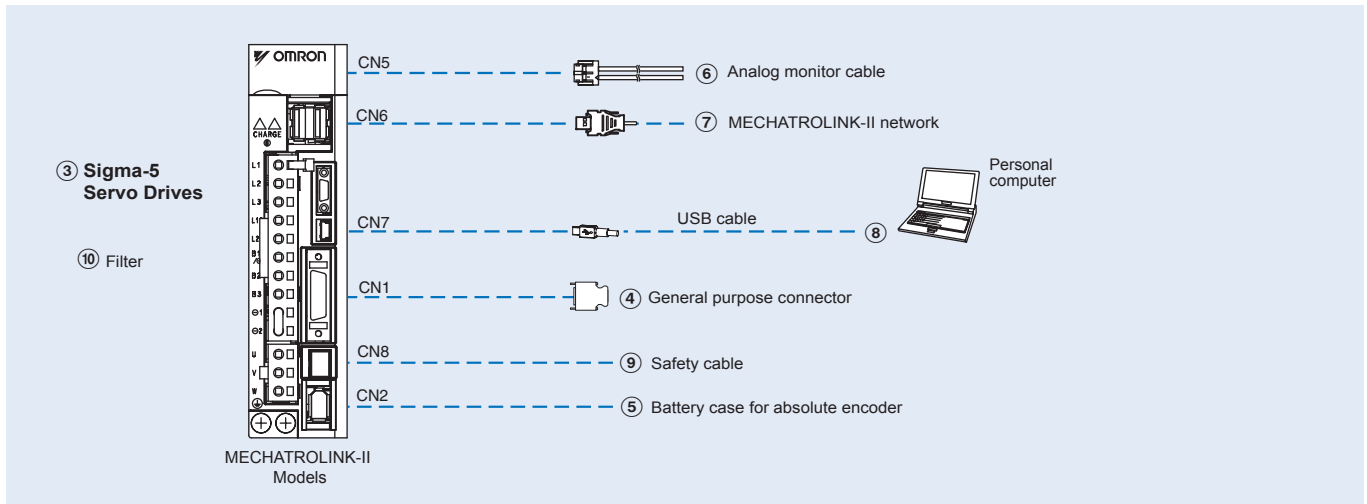 OMRON
CN5
⑥ Analog monitor cable
CN6
⑦ MECHATROLINK-II network
CHARGE
③ Sigma-5
Servo Drives
L1
L2
L3
L1
L2
B1
B2
B3
⊖1
⊖2
U
V
W
Personal
computer
CN7
USB cable
⑧
⑩ Filter
CN1
④ General purpose connector
CN8
⑨ Safety cable
CN2
⑤ Battery case for absolute encoder
MECHATROLINK-II
Models